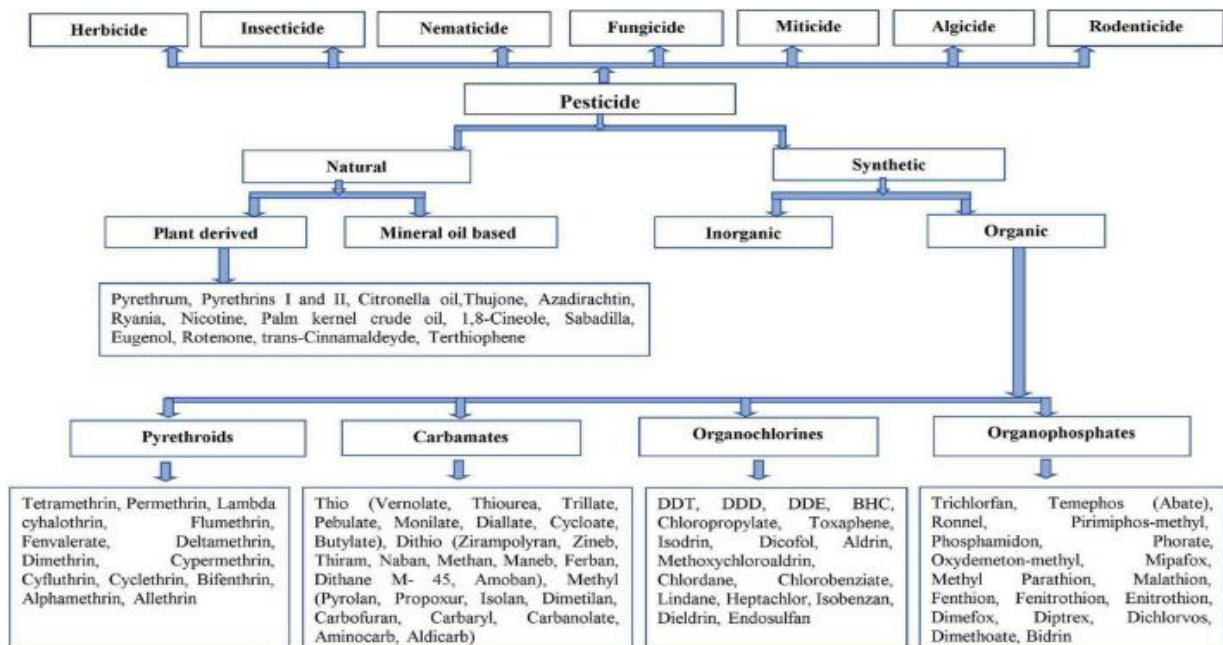 Herbicide
Insecticide
Nematicide
Fungicide
Miticide
Algicide
Rodenticide
Pesticide
Natural
Synthetic
Plant derived
Mineral oil based
Inorganic
Organic
Pyrethrum, Pyrethrins I and II, Citronella oil,Thujone, Azadirachtin,
Ryania, Nicotine, Palm kernel crude oil, 1,8-Cineole, Sabadilla,
Eugenol, Rotenone, trans-Cinnamaldeyde, Terthiophene
Pyrethroids
Carbamates
Organochlorines
Organophosphates
Tetramethrin, Permethrin, Lambda
cyhalothrin, Flumethrin,
Fenvalerate, Deltamethrin,
Dimethrin, Cypermethrin,
Cyfluthrin, Cyclethrin, Bifenthrin,
Alphamethrin, Allethrin
Thio (Vernolate, Thiourea, Trillate,
Pebulate, Monilate, Diallate, Cycloate,
Butylate), Dithio (Zirampolyran, Zineb,
Thiram, Naban, Methan, Maneb, Ferban,
Dithane M- 45, Amoban), Methyl
(Pyrolan, Propoxur, Isolan, Dimetilan,
Carbofuran, Carbaryl, Carbanolate,
Aminocarb, Aldicarb)
DDT, DDD, DDE, BHC,
Chloropropylate, Toxaphene,
Isodrin, Dicofol, Aldrin,
Methoxychloroaldrin,
Chlordane, Chlorobenziate,
Lindane, Heptachlor, Isobenzan,
Dieldrin, Endosulfan
Trichlorfan, Temephos (Abate),
Ronnel, Pirimiphos-methyl,
Phosphamidon, Phorate,
Oxydemeton-methyl, Mipafox,
Methyl Parathion, Malathion,
Fenthion, Fenitrothion, Enitrothion,
Dimefox, Diptrex, Dichlorvos,
Dimethoate, Bidrin